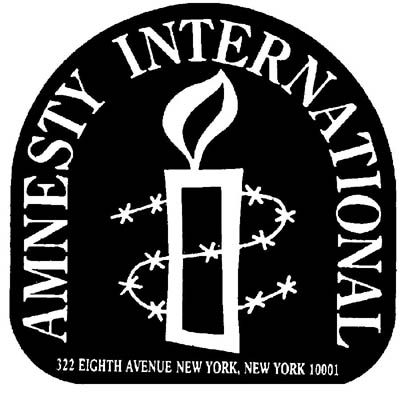 AMNESTY INTERNATIONAL
322 EIGHTH AVENUE NEW YORK, NEW YORK 10001